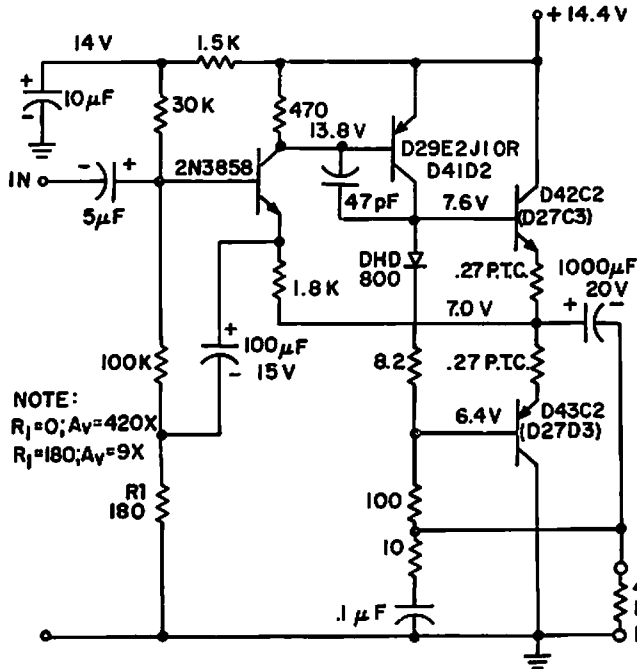 + 14.4V
14V
1.5K
+
10µF
-
30K
470
13.8V
D29E2J10R
D41D2
2N3858
IN
-
+
5µF
47pF
7.6V
D42C2
(D27C3)
DHD
800
.27 P.T.C.
1000µF
20V
+
-
1.8K
7.0V
+
100µF
-
15V
100K
8.2
.27 P.T.C.
NOTE:
R1=0; AV=420X
R1=180; AV=9X
6.4V
D43C2
(D27D3)
R1
180
100
10
.1µF